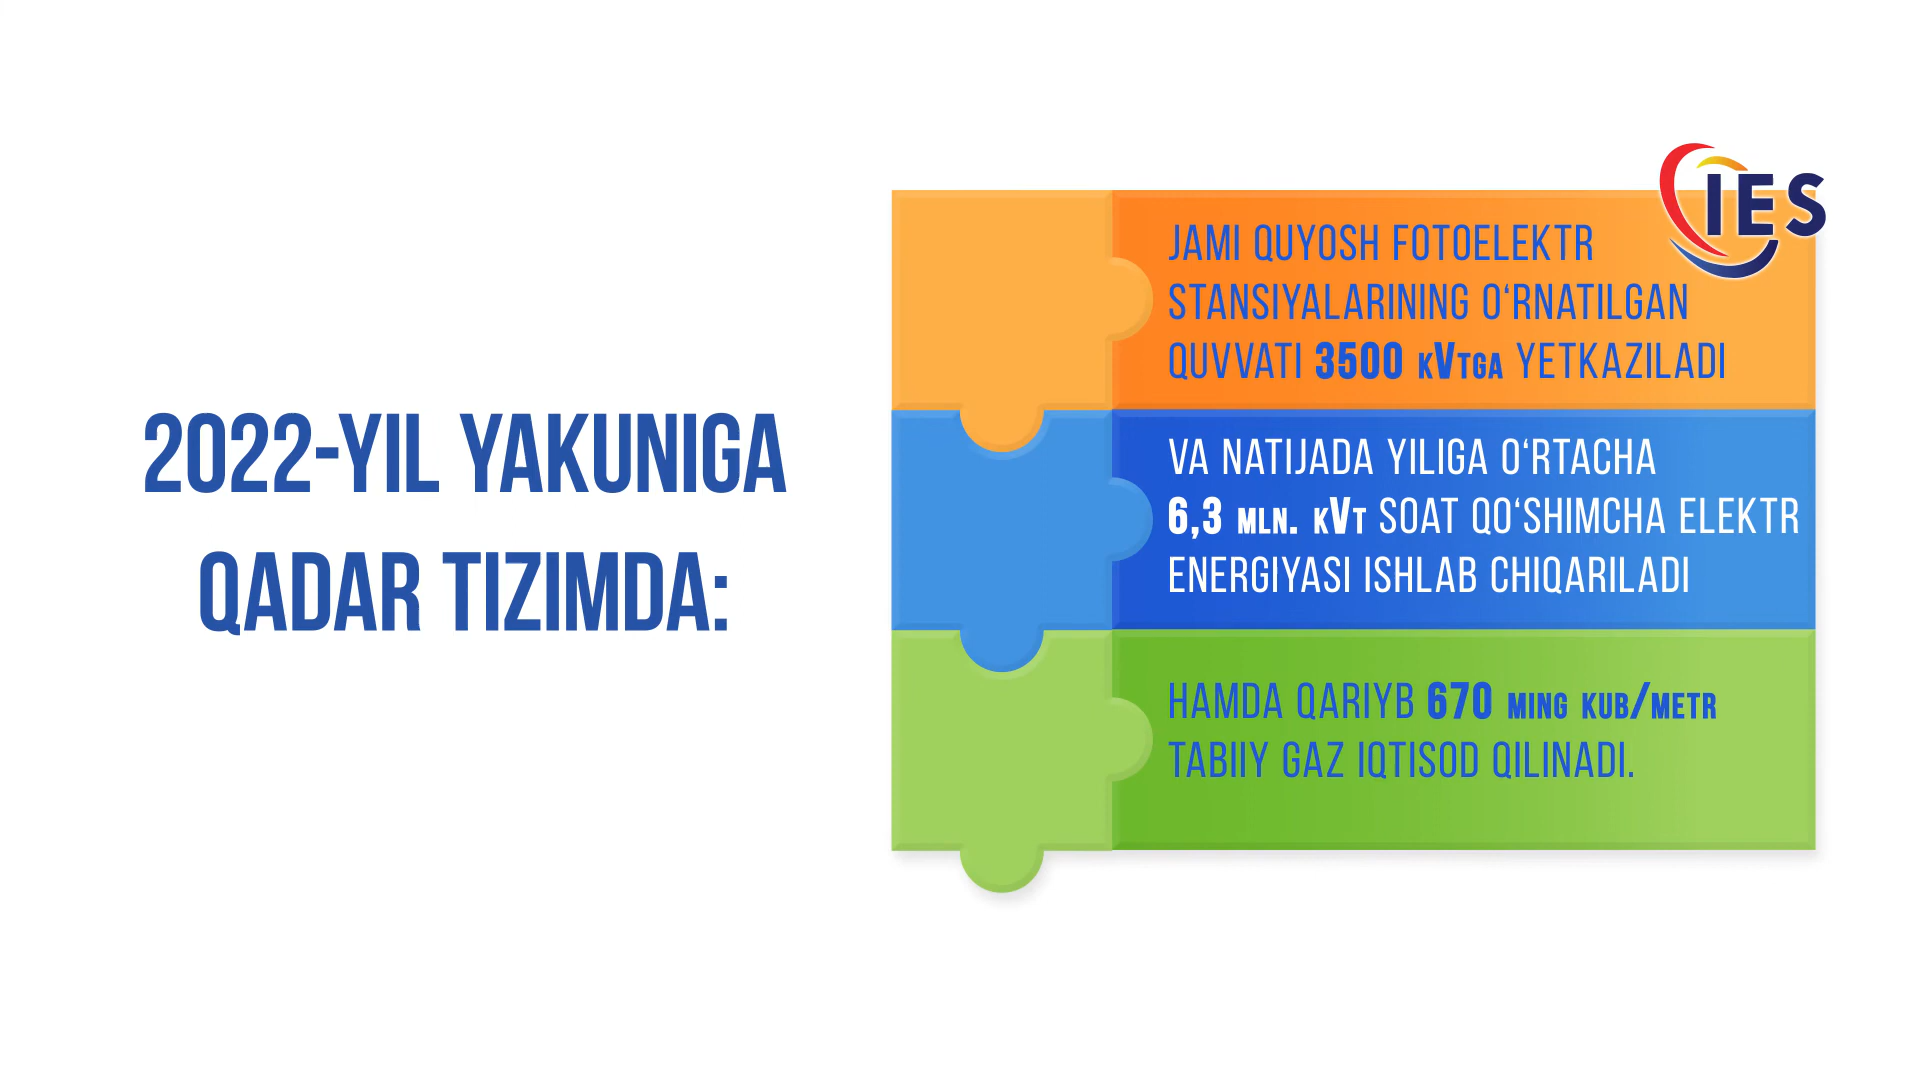 2022-YIL YAKUNIGA
QADAR TIZIMDA:
IES
JAMI QUYOSH FOTOELEKTR
STANSIYALARINING O‘RNATILGAN
QUVVATI 3500 KVTGA YETKAZILADI
VA NATIJADA YILIGA O‘RTACHA
6,3 MLN. KVT SOAT QO‘SHIMCHA ELEKTR
ENERGIYASI ISHLAB CHIQARILADI
HAMDA QARIYB 670 MING KUB/METR
TABIIY GAZ IQTISOD QILINADI.